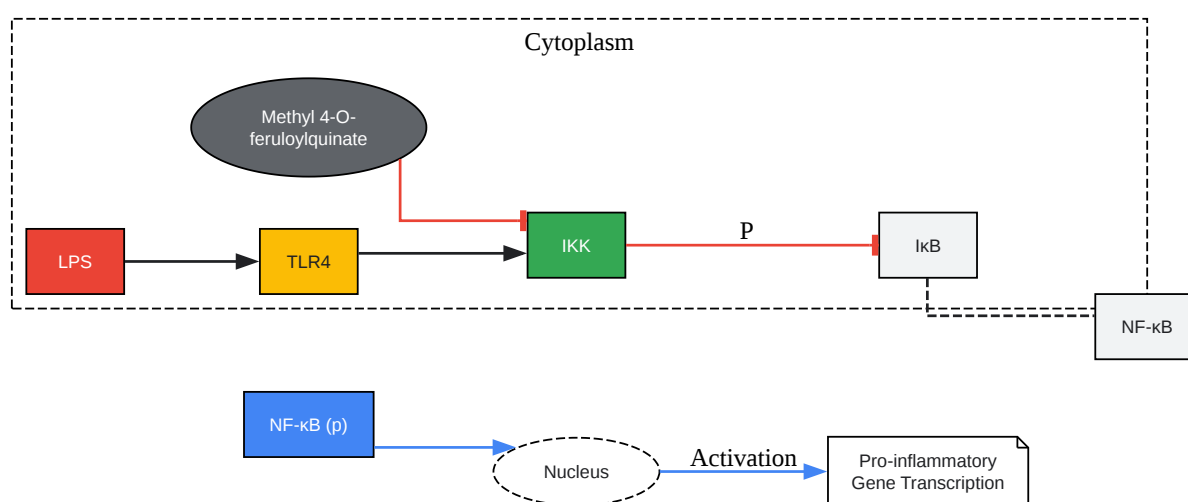 Cytoplasm
Methyl 4-O-
feruloylquinate
LPS
TLR4
IKK
P
IκB
NF-κB
NF-κB (p)
Nucleus
Activation
Pro-inflammatory
Gene Transcription